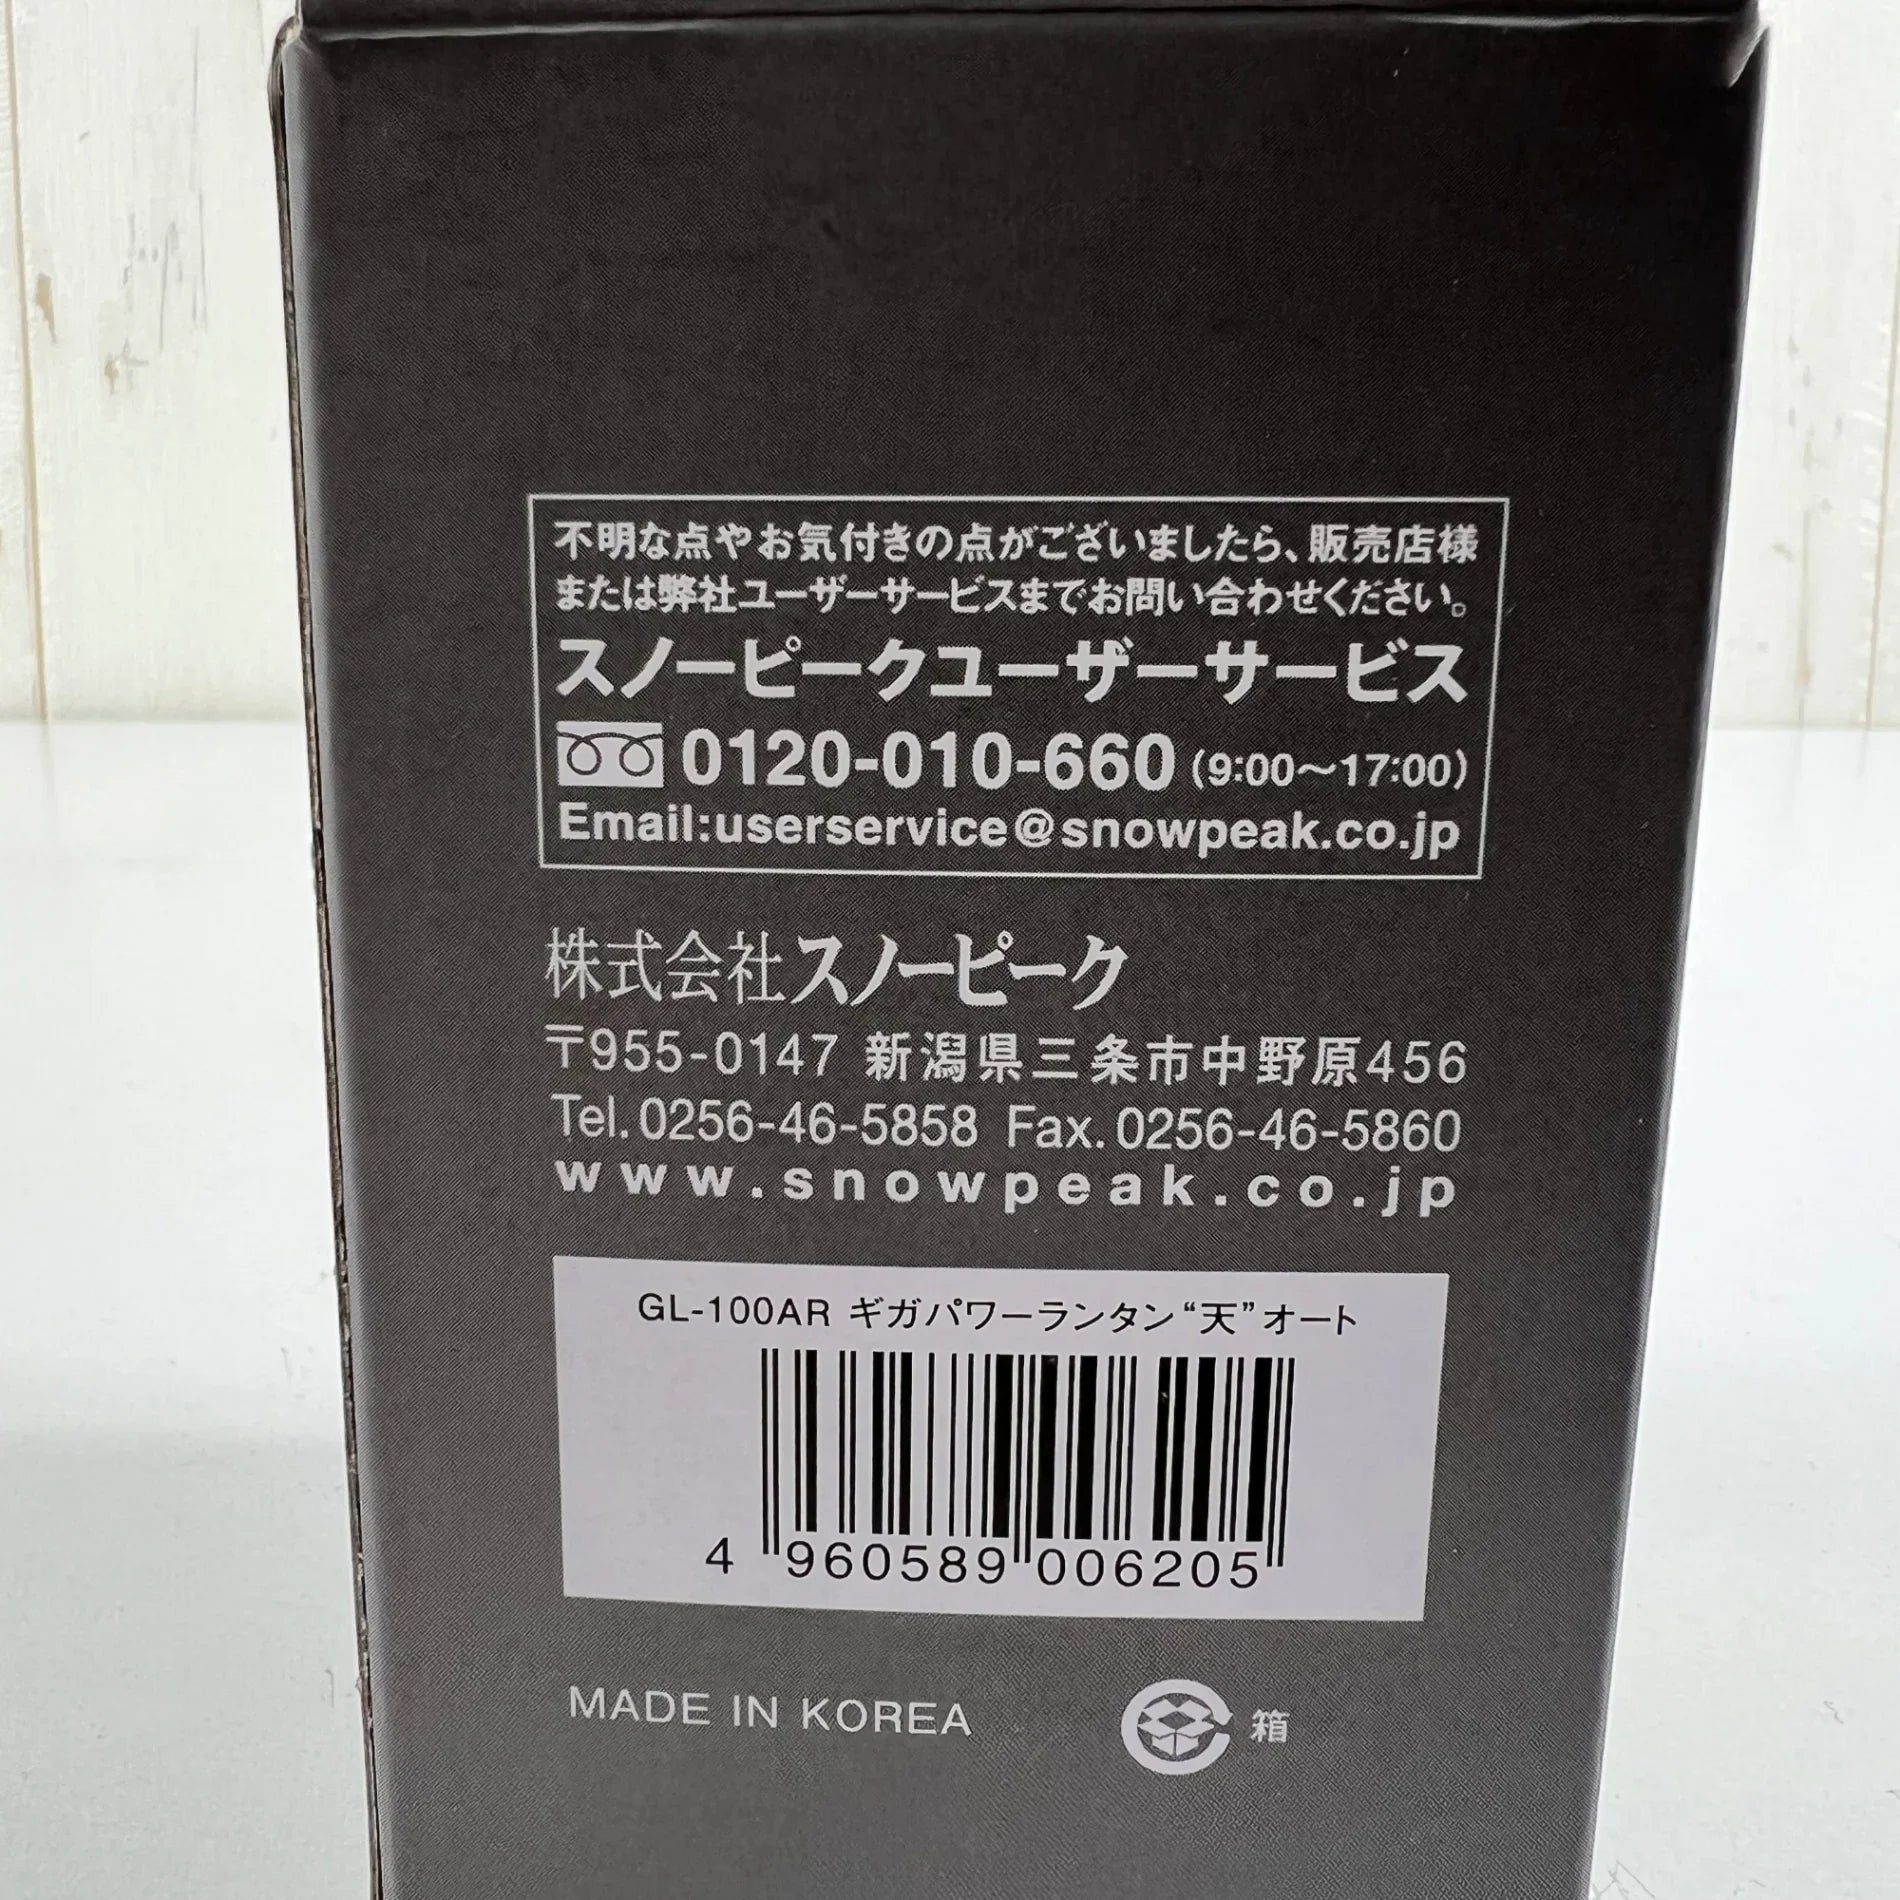 不明な点やお気付きの点がございましたら、販売店様
または弊社ユーザーサービスまでお問い合わせください。
スノーピークユーザーサービス
0120-010-660 (9:00〜17:00)
Email:userservice@snowpeak.co.jp
株式会社スノーピーク
〒955-0147 新潟県三条市中野原456
Tel.0256-46-5858 Fax.0256-46-5860
www.snowpeak.co.jp
GL-100AR ギガパワーランタン“天”オート
4 960589 006205
MADE IN KOREA 箱